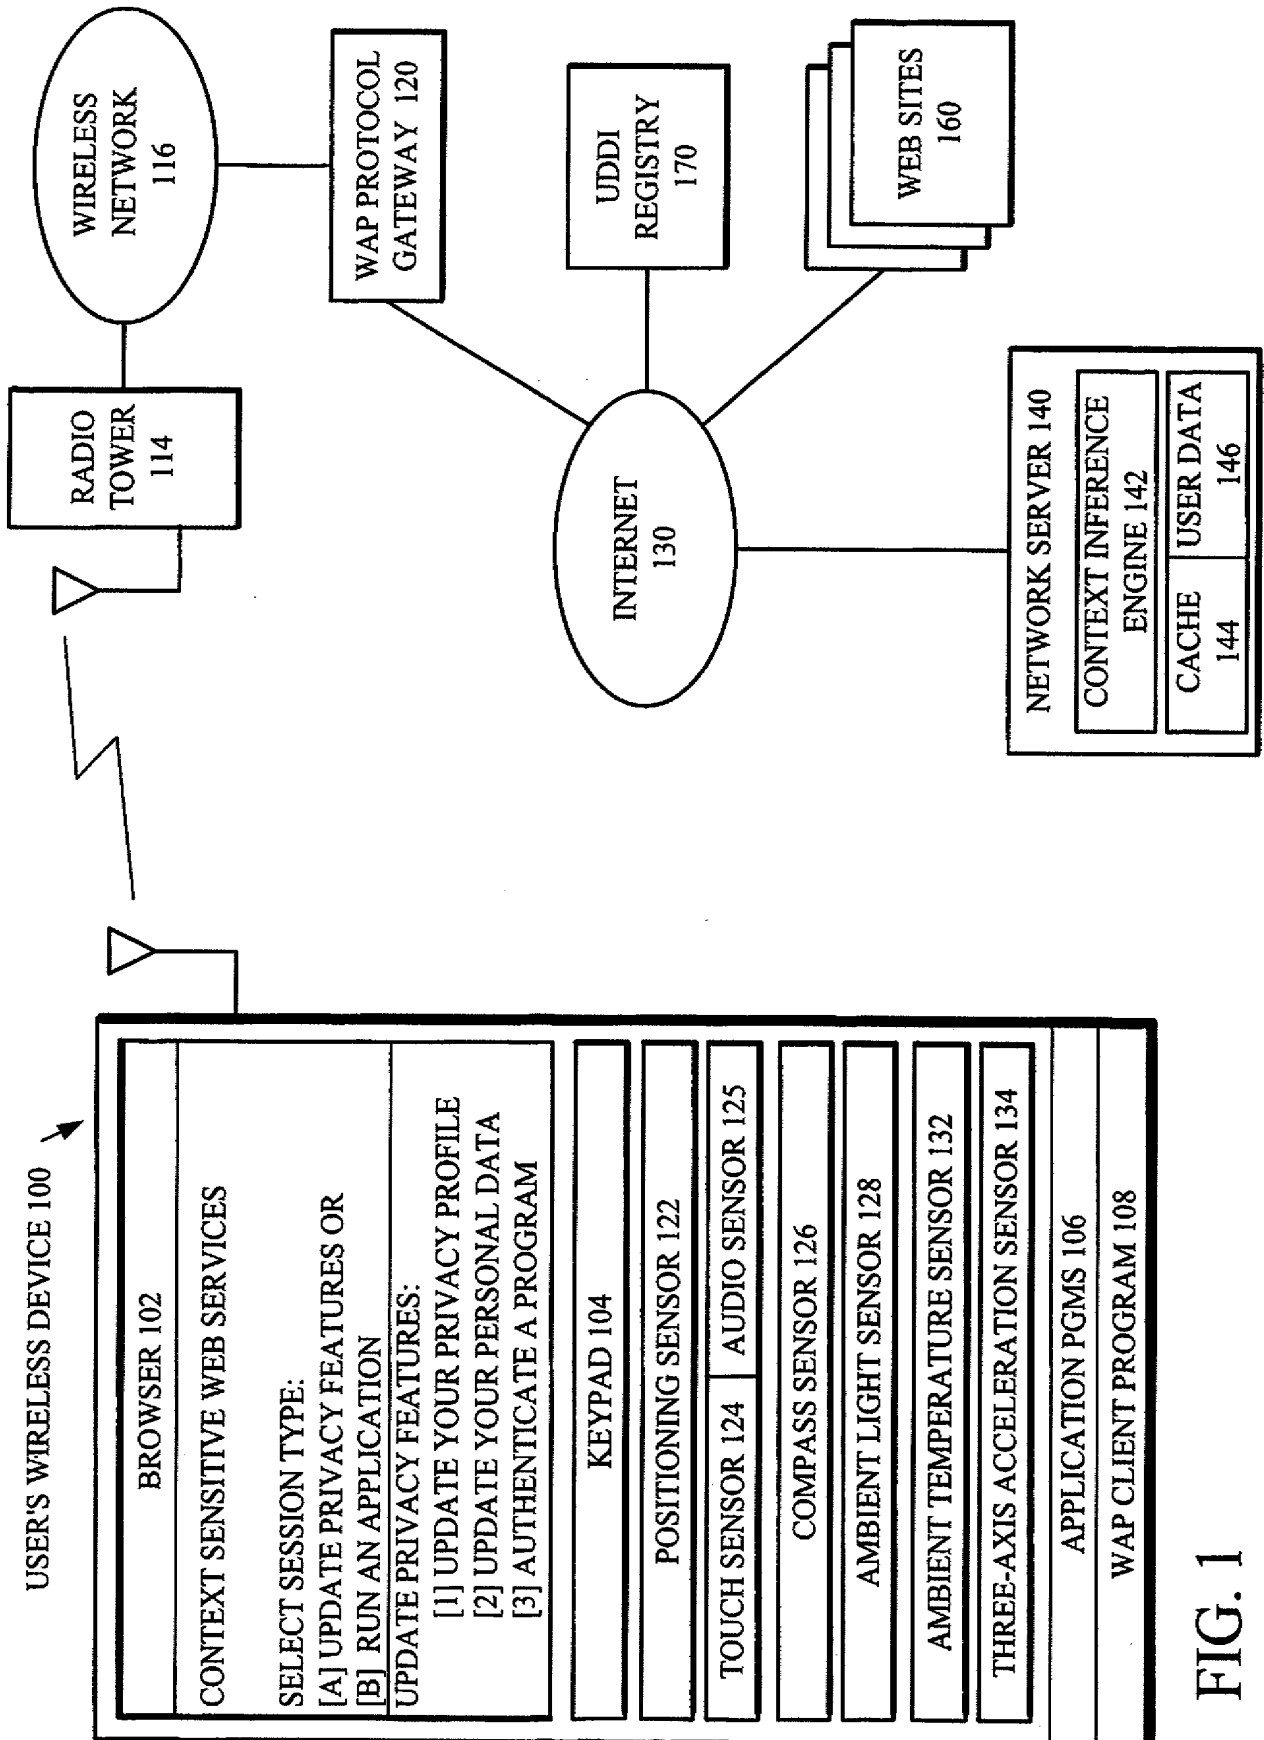 USER'S WIRELESS DEVICE 100
BROWSER 102
CONTEXT SENSITIVE WEB SERVICES
SELECT SESSION TYPE:
[A] UPDATE PRIVACY FEATURES OR
[B] RUN AN APPLICATION
UPDATE PRIVACY FEATURES:
[1] UPDATE YOUR PRIVACY PROFILE
[2] UPDATE YOUR PERSONAL DATA
[3] AUTHENTICATE A PROGRAM
KEYPAD 104
POSITIONING SENSOR 122
TOUCH SENSOR 124
AUDIO SENSOR 125
COMPASS SENSOR 126
AMBIENT LIGHT SENSOR 128
AMBIENT TEMPERATURE SENSOR 132
THREE-AXIS ACCELERATION SENSOR 134
APPLICATION PGMS 106
WAP CLIENT PROGRAM 108
RADIO
TOWER
114
WIRELESS
NETWORK
116
WAP PROTOCOL
GATEWAY 120
UDDI
REGISTRY
170
WEB SITES
160
INTERNET
130
NETWORK SERVER 140
CONTEXT INFERENCE
ENGINE 142
CACHE
144
USER DATA
146
FIG. 1